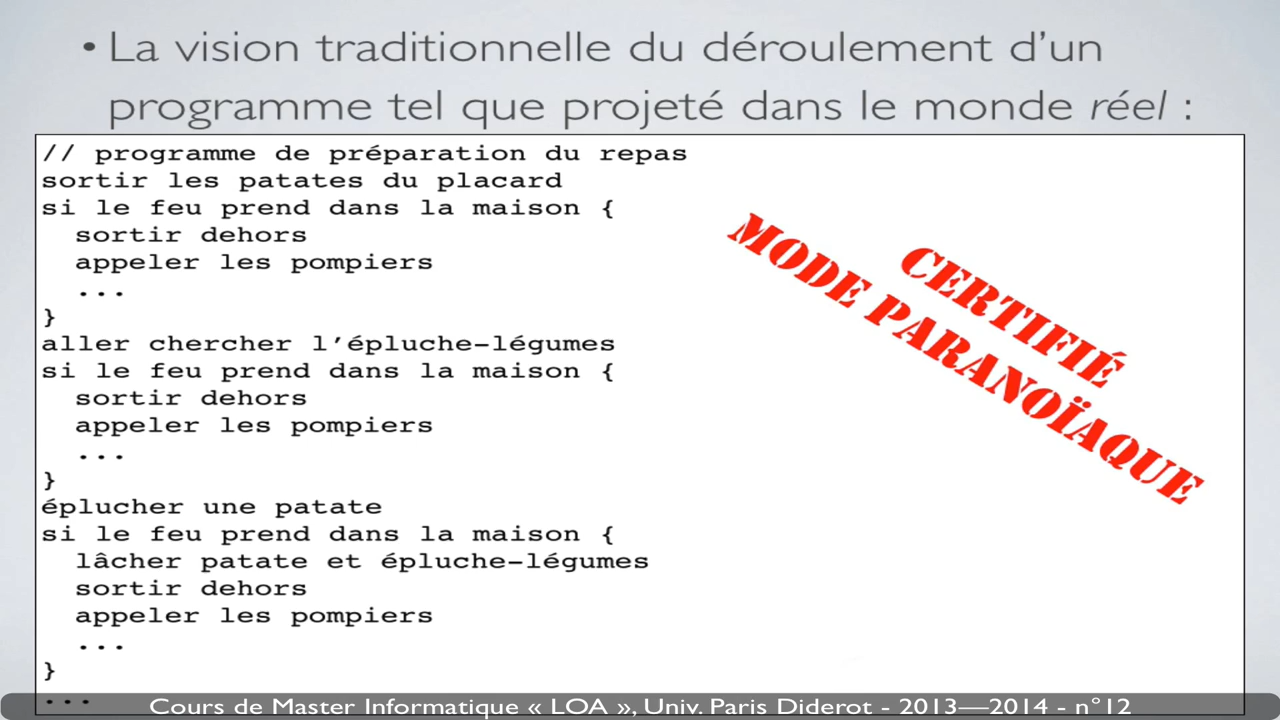 • La vision traditionnelle du déroulement d’un
programme tel que projeté dans le monde réel :
// programme de préparation du repas
sortir les patates du placard
si le feu prend dans la maison {
sortir dehors
appeler les pompiers
...
}
aller chercher l’épluche-légumes
si le feu prend dans la maison {
sortir dehors
appeler les pompiers
...
}
éplucher une patate
si le feu prend dans la maison {
lâcher patate et épluche-légumes
sortir dehors
appeler les pompiers
...
}
...
CERTIFIÉ
MODE PARANOÏAQUE
Cours de Master Informatique « LOA », Univ. Paris Diderot - 2013—2014 - n°12